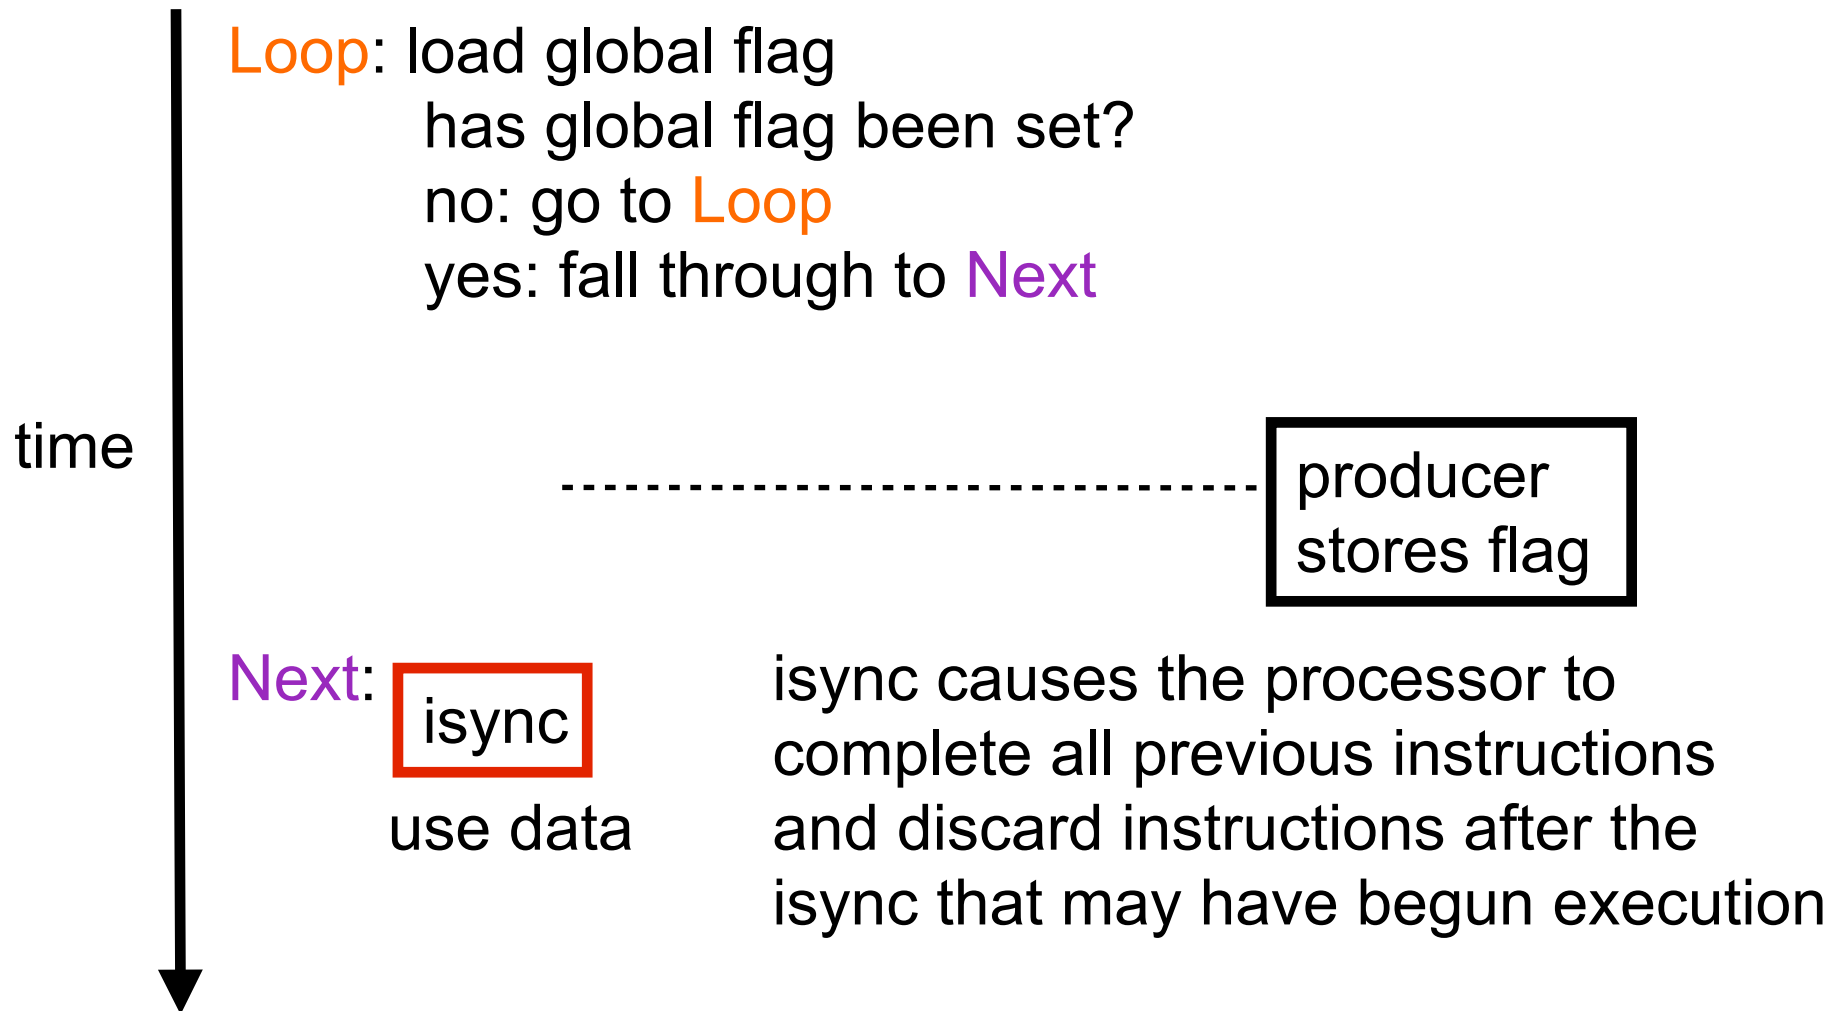 Loop: load global flag
has global flag been set?
no: go to Loop
yes: fall through to Next
time
producer
stores flag
Next:
isync
use data
isync causes the processor to
complete all previous instructions
and discard instructions after the
isync that may have begun execution